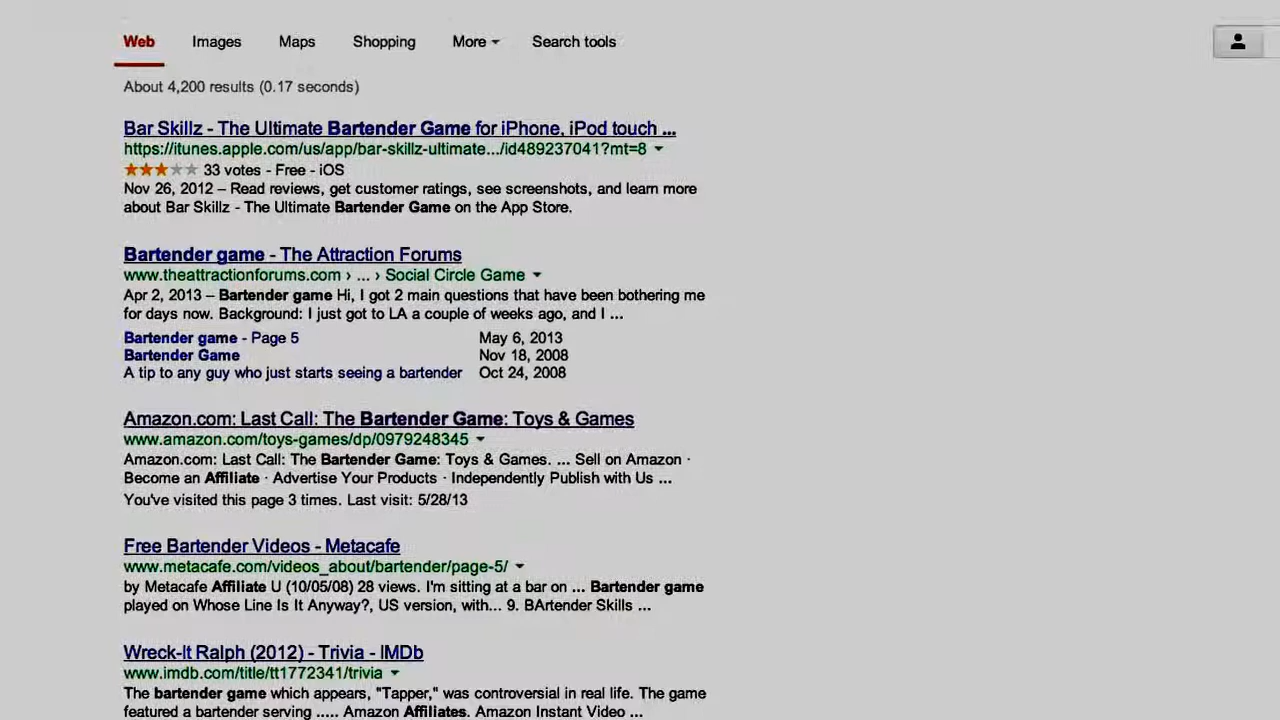 Web Images Maps Shopping More Search tools
About 4,200 results (0.17 seconds)
Bar Skillz - The Ultimate Bartender Game for iPhone, iPod touch ...
https://itunes.apple.com/us/app/bar-skillz-ultimate.../id489237041?mt=8
33 votes - Free - iOS
Nov 26, 2012 – Read reviews, get customer ratings, see screenshots, and learn more
about Bar Skillz - The Ultimate Bartender Game on the App Store.
Bartender game - The Attraction Forums
www.theattractionforums.com › ... › Social Circle Game
Apr 2, 2013 – Bartender game Hi, I got 2 main questions that have been bothering me
for days now. Background: I just got to LA a couple of weeks ago, and I ...
Bartender game - Page 5 May 6, 2013
Bartender Game Nov 18, 2008
A tip to any guy who just starts seeing a bartender Oct 24, 2008
Amazon.com: Last Call: The Bartender Game: Toys & Games
www.amazon.com/toys-games/dp/0979248345
Amazon.com: Last Call: The Bartender Game: Toys & Games. ... Sell on Amazon ·
Become an Affiliate · Advertise Your Products · Independently Publish with Us ...
You've visited this page 3 times. Last visit: 5/28/13
Free Bartender Videos - Metacafe
www.metacafe.com/videos_about/bartender/page-5/
by Metacafe Affiliate U (10/05/08) 28 views. I'm sitting at a bar on ... Bartender game
played on Whose Line Is It Anyway?, US version, with... 9. BArtender Skills ...
Wreck-It Ralph (2012) - Trivia - IMDb
www.imdb.com/title/tt1772341/trivia
The bartender game which appears, "Tapper," was controversial in real life. The game
featured a bartender serving ..... Amazon Affiliates. Amazon Instant Video ...